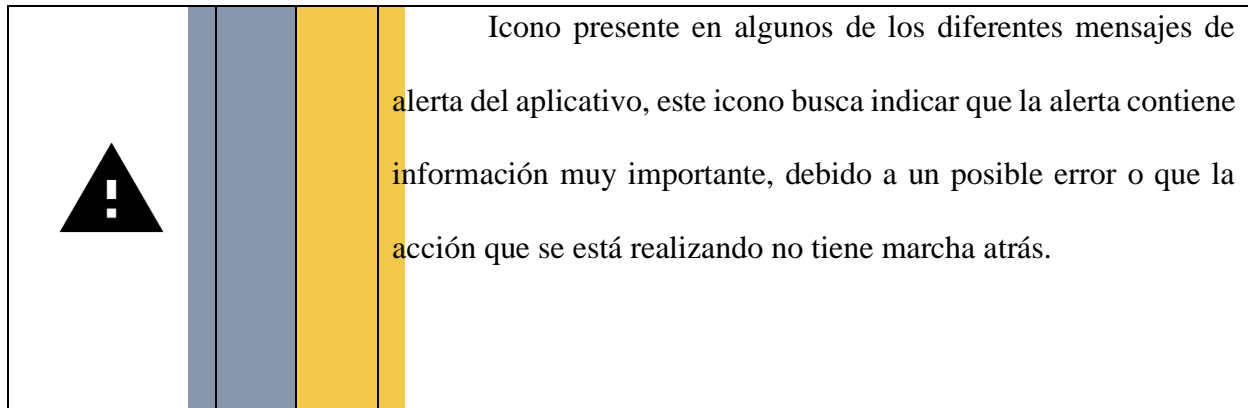 Icono presente en algunos de los diferentes mensajes de
alerta del aplicativo, este icono busca indicar que la alerta contiene
información muy importante, debido a un posible error o que la
acción que se está realizando no tiene marcha atrás.